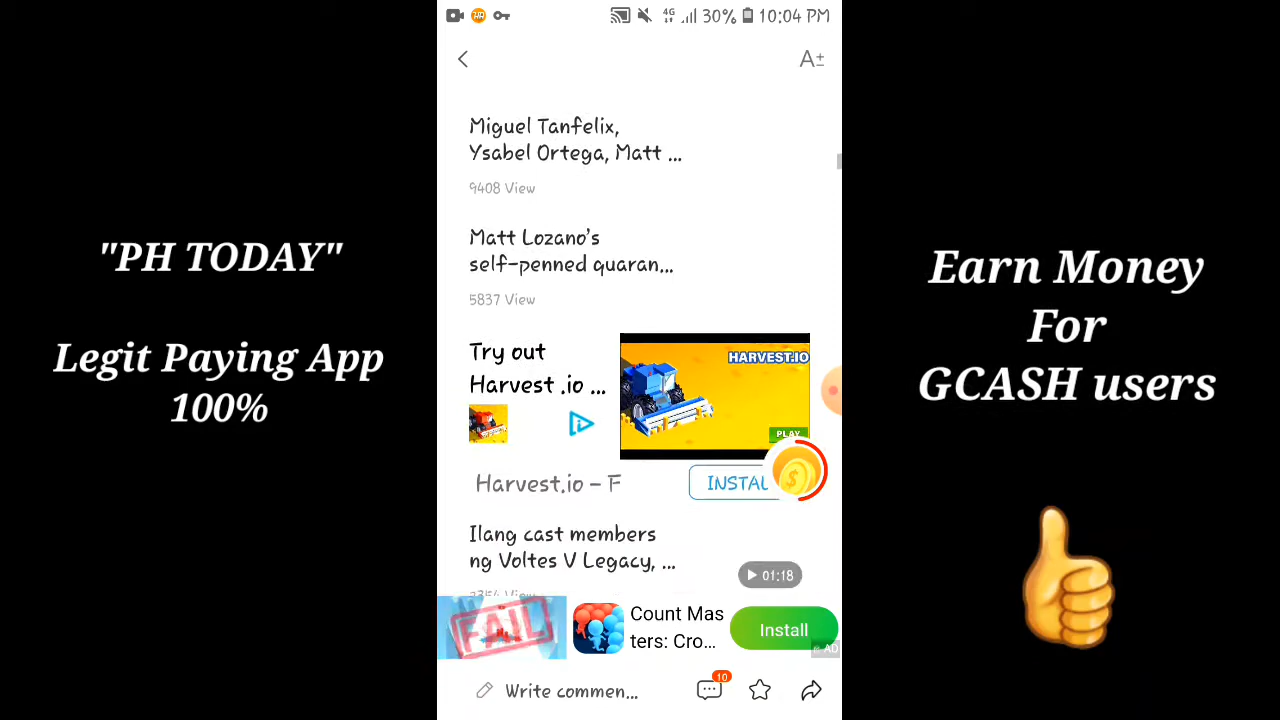 "PH TODAY"
Legit Paying App
100%
4G 30% 10:04 PM
A±
Miguel Tanfelix,
Ysabel Ortega, Matt ...
9408 View
Matt Lozano’s
self-penned quaran...
5837 View
Try out
Harvest .io ...
HARVEST.IO
PLAY
Harvest.io – F
INSTAL
Ilang cast members
ng Voltes V Legacy, ...
01:18
FAIL
Count Mas
ters: Cro...
Install
AD
Write commen...
10
Earn Money
For
GCASH users